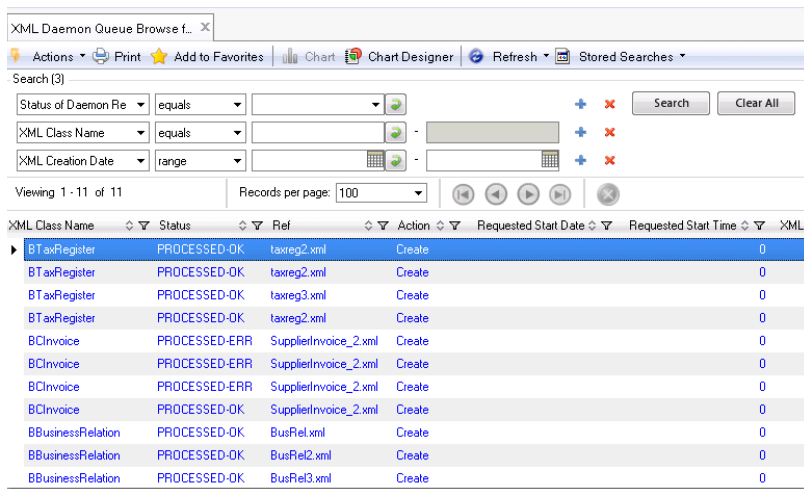 XML Daemon Queue Browse f... X
Actions Print Add to Favorites Chart Chart Designer Refresh Stored Searches
Search (3)
Status of Daemon Re equals Search Clear All
XML Class Name equals -
XML Creation Date range -
Viewing 1 - 11 of 11 Records per page: 100
XML Class Name Status Ref Action Requested Start Date Requested Start Time XML
BTaxRegister PROCESSED-OK taxreg2.xml Create 0
BTaxRegister PROCESSED-OK taxreg2.xml Create 0
BTaxRegister PROCESSED-OK taxreg3.xml Create 0
BTaxRegister PROCESSED-OK taxreg2.xml Create 0
BCInvoice PROCESSED-ERR SupplierInvoice_2.xml Create 0
BCInvoice PROCESSED-ERR SupplierInvoice_2.xml Create 0
BCInvoice PROCESSED-ERR SupplierInvoice_2.xml Create 0
BCInvoice PROCESSED-OK SupplierInvoice_2.xml Create 0
BBusinessRelation PROCESSED-OK BusRel.xml Create 0
BBusinessRelation PROCESSED-OK BusRel2.xml Create 0
BBusinessRelation PROCESSED-OK BusRel3.xml Create 0